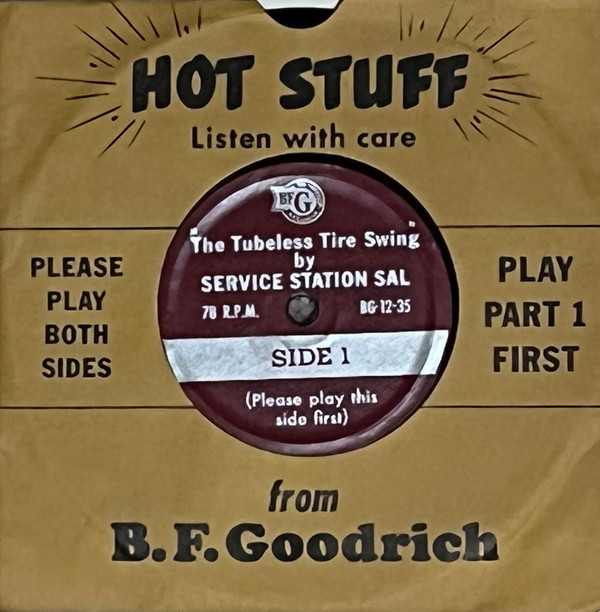 HOT STUFF
Listen with care
PLEASE
PLAY
BOTH
SIDES
BFG
"The Tubeless Tire Swing"
by
SERVICE STATION SAL
78 R.P.M. BG-12-35
SIDE 1
(Please play this
side first)
PLAY
PART 1
FIRST
from
B.F.Goodrich